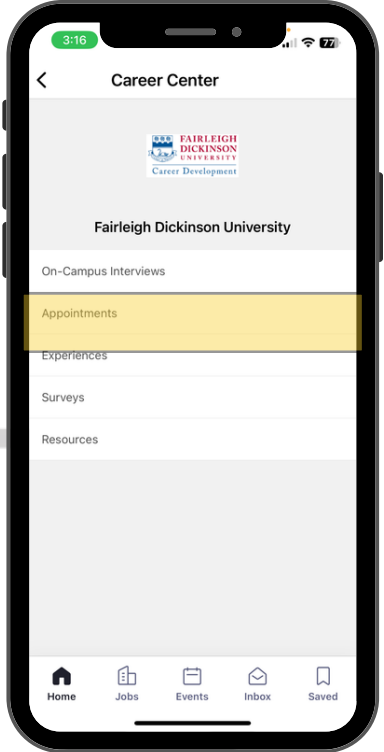 3:16
77
Career Center
FAIRLEIGH
DICKINSON
UNIVERSITY
Career Development
Fairleigh Dickinson University
On-Campus Interviews
Appointments
Experiences
Surveys
Resources
Home Jobs Events Inbox Saved